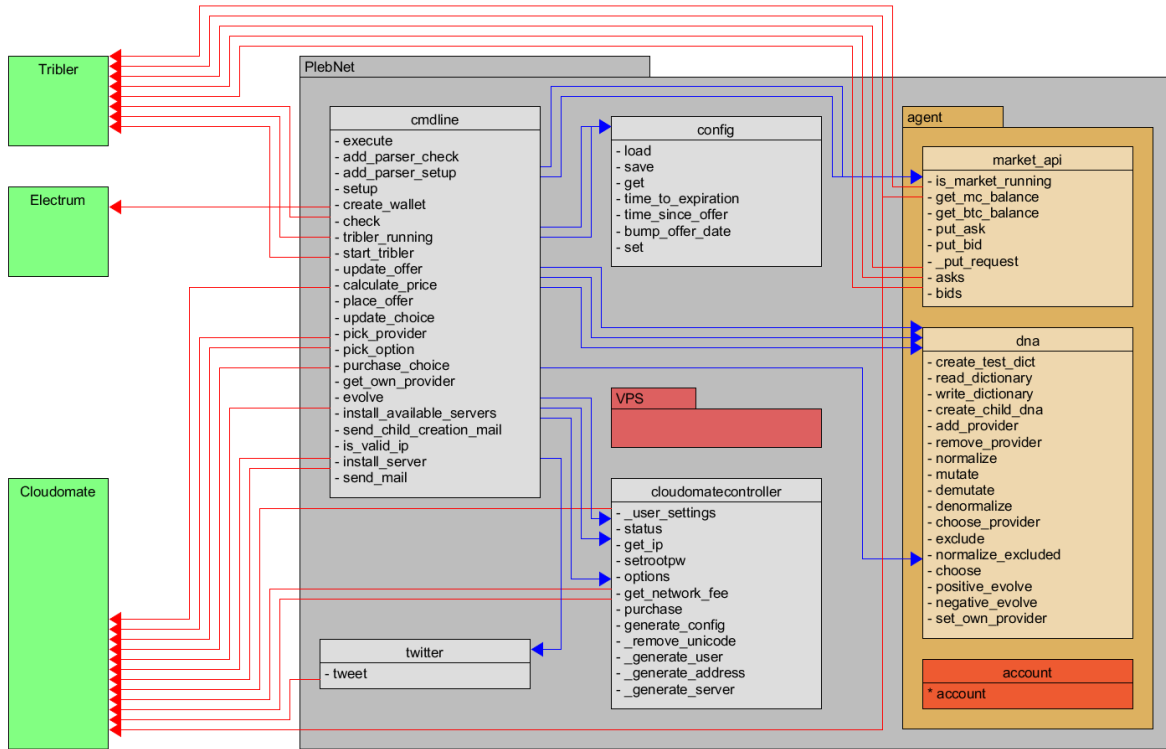 Tribler
Electrum
Cloudomate
PlebNet
cmdline
- execute
- add_parser_check
- add_parser_setup
- setup
- create_wallet
- check
- tribler_running
- start_tribler
- update_offer
- calculate_price
- place_offer
- update_choice
- pick_provider
- pick_option
- purchase_choice
- get_own_provider
- evolve
- install_available_servers
- send_child_creation_mail
- is_valid_ip
- install_server
- send_mail
twitter
- tweet
config
- load
- save
- get
- time_to_expiration
- time_since_offer
- bump_offer_date
- set
VPS
cloudomatecontroller
- _user_settings
- status
- get_ip
- setrootpw
- options
- get_network_fee
- purchase
- generate_config
- _remove_unicode
- _generate_user
- _generate_address
- _generate_server
agent
market_api
- is_market_running
- get_mc_balance
- get_btc_balance
- put_ask
- put_bid
- _put_request
- asks
- bids
dna
- create_test_dict
- read_dictionary
- write_dictionary
- create_child_dna
- add_provider
- remove_provider
- normalize
- mutate
- demutate
- denormalize
- choose_provider
- exclude
- normalize_excluded
- choose
- positive_evolve
- negative_evolve
- set_own_provider
account
* account